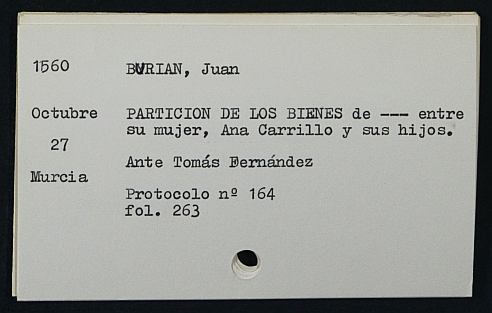 1560
BURIAN, Juan
Octubre
27
Murcia
PARTICION DE LOS BIENES de --- entre
su mujer, Ana Carrillo y sus hijos.
Ante Tomás Fernández
Protocolo nº 164
fol. 263